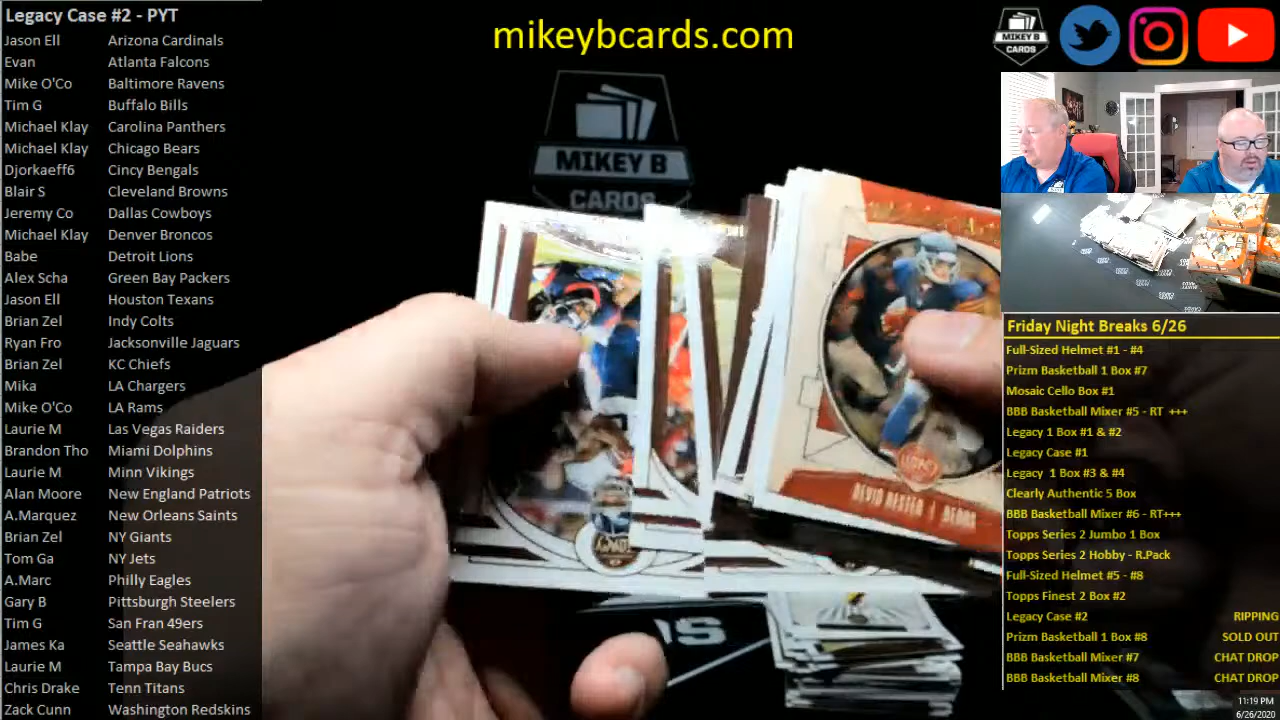 Legacy Case #2 - PYT
Jason Ell Arizona Cardinals
Evan Atlanta Falcons
Mike O'Co Baltimore Ravens
Tim G Buffalo Bills
Michael Klay Carolina Panthers
Michael Klay Chicago Bears
Djorkaeff6 Cincy Bengals
Blair S Cleveland Browns
Jeremy Co Dallas Cowboys
Michael Klay Denver Broncos
Babe Detroit Lions
Alex Scha Green Bay Packers
Jason Ell Houston Texans
Brian Zel Indy Colts
Ryan Fro Jacksonville Jaguars
Brian Zel KC Chiefs
Mika LA Chargers
Mike O'Co LA Rams
Laurie M Las Vegas Raiders
Brandon Tho Miami Dolphins
Laurie M Minn Vikings
Alan Moore New England Patriots
A.Marquez New Orleans Saints
Brian Zel NY Giants
Tom Ga NY Jets
A.Marc Philly Eagles
Gary B Pittsburgh Steelers
Tim G San Fran 49ers
James Ka Seattle Seahawks
Laurie M Tampa Bay Bucs
Chris Drake Tenn Titans
Zack Cunn Washington Redskins
mikeybcards.com
MIKEY B
CARDS
MIKEY B
CARDS
DEVIN HESTER | BEARS
Friday Night Breaks 6/26
Full-Sized Helmet #1 - #4
Prizm Basketball 1 Box #7
Mosaic Cello Box #1
BBB Basketball Mixer #5 - RT +++
Legacy 1 Box #1 & #2
Legacy Case #1
Legacy 1 Box #3 & #4
Clearly Authentic 5 Box
BBB Basketball Mixer #6 - RT+++
Topps Series 2 Jumbo 1 Box
Topps Series 2 Hobby - R.Pack
Full-Sized Helmet #5 - #8
Topps Finest 2 Box #2
Legacy Case #2 RIPPING
Prizm Basketball 1 Box #8 SOLD OUT
BBB Basketball Mixer #7 CHAT DROP
BBB Basketball Mixer #8 CHAT DROP
11:19 PM
6/26/2020